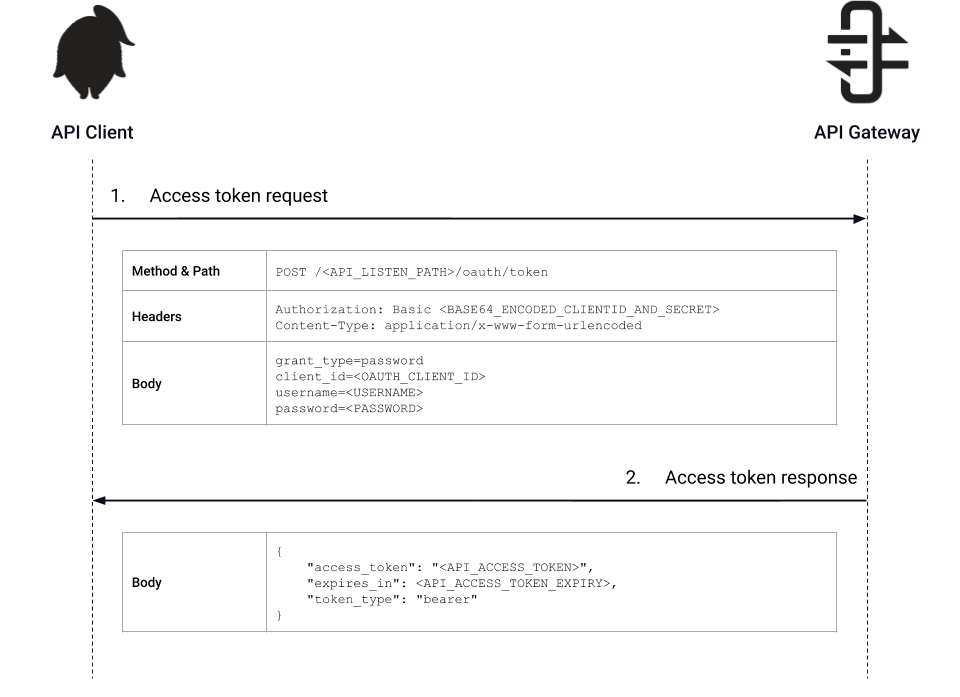 API Client
API Gateway
1. Access token request
Method & Path
POST /<API_LISTEN_PATH>/oauth/token
Headers
Authorization: Basic <BASE64_ENCODED_CLIENTID_AND_SECRET>
Content-Type: application/x-www-form-urlencoded
Body
grant_type=password
client_id=<OAUTH_CLIENT_ID>
username=<USERNAME>
password=<PASSWORD>
2. Access token response
Body
{
"access_token": "<API_ACCESS_TOKEN>",
"expires_in": <API_ACCESS_TOKEN_EXPIRY>,
"token_type": "bearer"
}